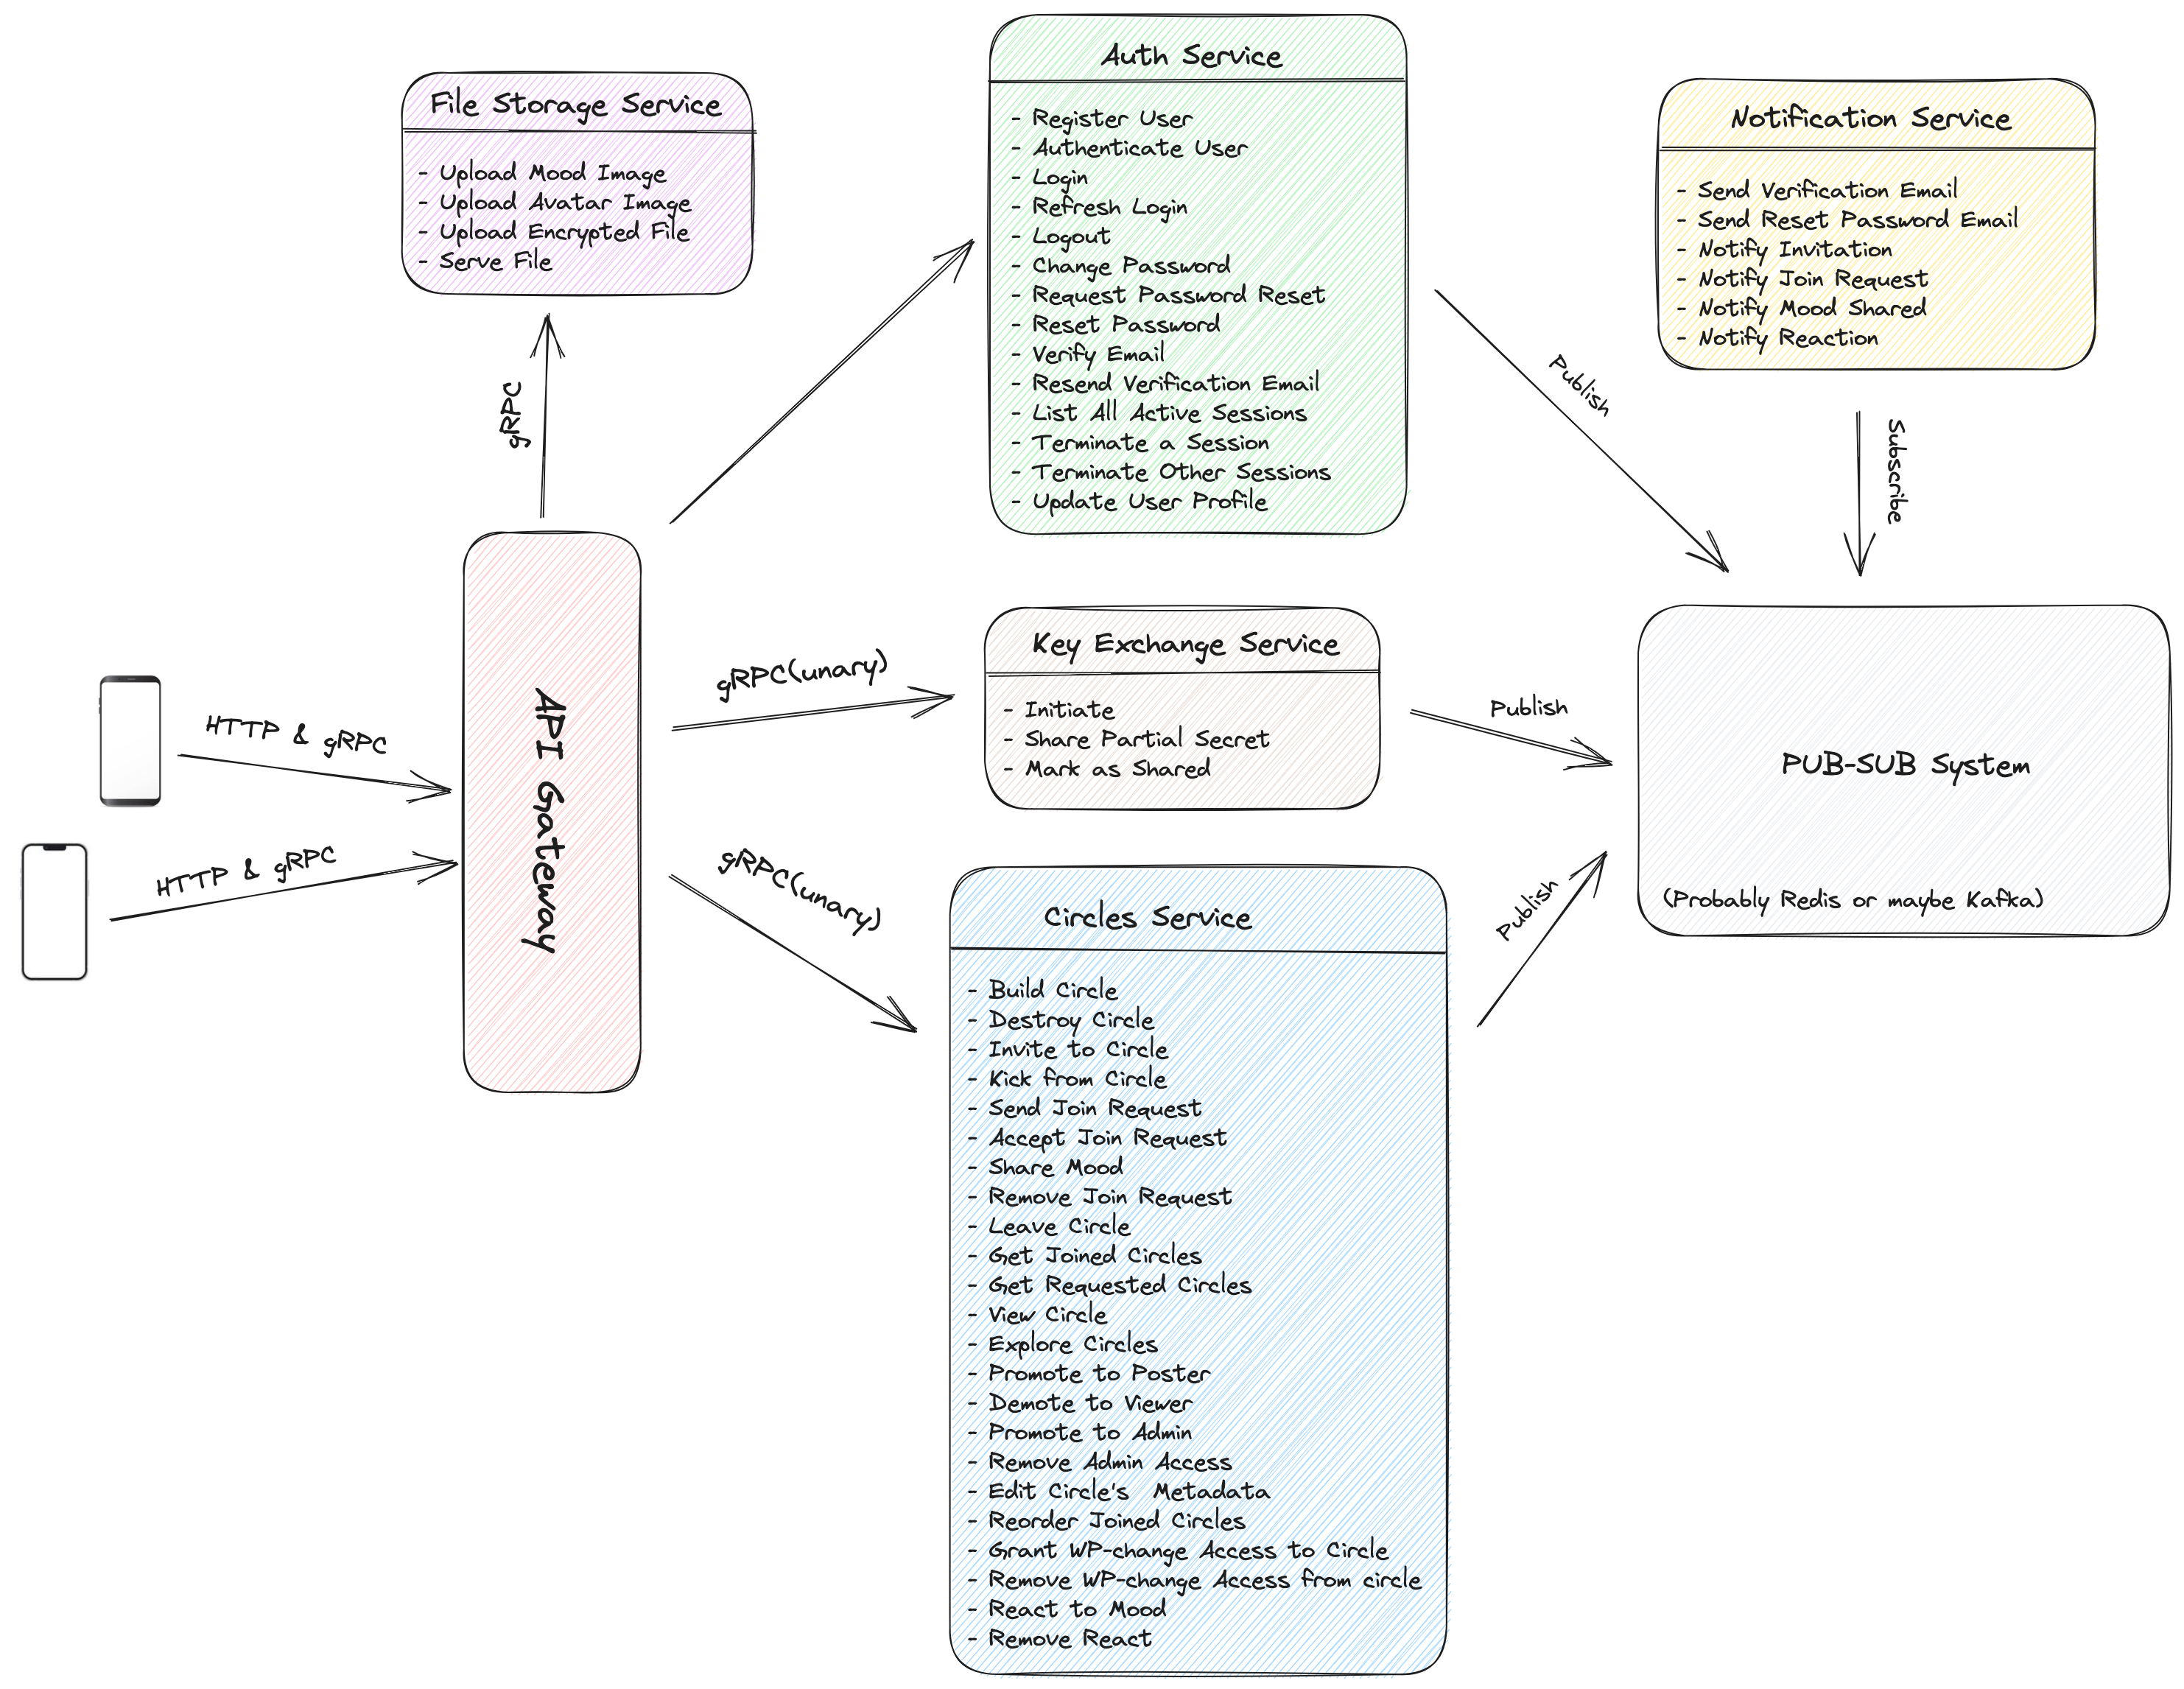 File Storage Service
- Upload Mood Image
- Upload Avatar Image
- Upload Encrypted File
- Serve File
Auth Service
- Register User
- Authenticate User
- Login
- Refresh Login
- Logout
- Change Password
- Request Password Reset
- Reset Password
- Verify Email
- Resend Verification Email
- List All Active Sessions
- Terminate a Session
- Terminate Other Sessions
- Update User Profile
Notification Service
- Send Verification Email
- Send Reset Password Email
- Notify Invitation
- Notify Join Request
- Notify Mood Shared
- Notify Reaction
gRPC
Publish
Subscribe
HTTP & gRPC
HTTP & gRPC
API Gateway
gRPC(unary)
gRPC(unary)
Key Exchange Service
- Initiate
- Share Partial Secret
- Mark as Shared
Publish
Publish
PUB-SUB System
(Probably Redis or maybe Kafka)
Circles Service
- Build Circle
- Destroy Circle
- Invite to Circle
- Kick from Circle
- Send Join Request
- Accept Join Request
- Share Mood
- Remove Join Request
- Leave Circle
- Get Joined Circles
- Get Requested Circles
- View Circle
- Explore Circles
- Promote to Poster
- Demote to Viewer
- Promote to Admin
- Remove Admin Access
- Edit Circle's  Metadata
- Reorder Joined Circles
- Grant WP-change Access to Circle
- Remove WP-change Access from circle
- React to Mood
- Remove React